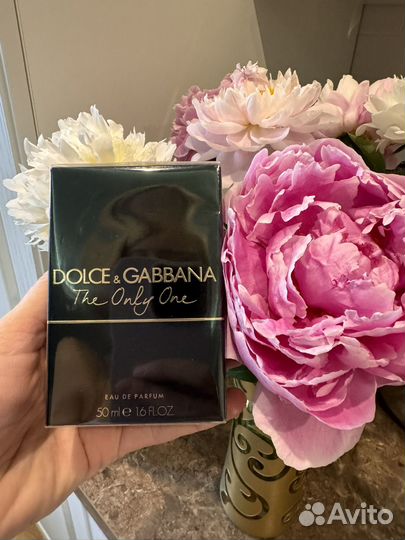 DOLCE & GABBANA
The Only One
EAU DE PARFUM
50 ml ℮ 1.6 FL.OZ.
Avito